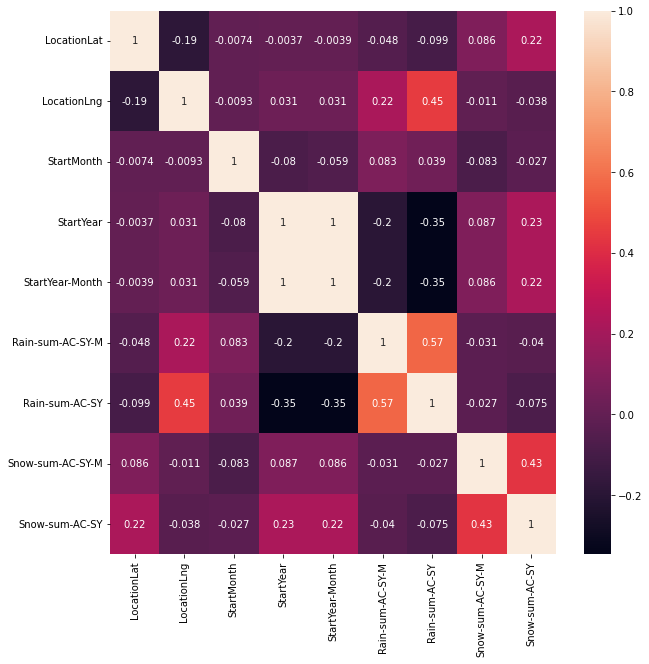 LocationLat 1 -0.19 -0.0074 -0.0037 -0.0039 -0.048 -0.099 0.086 0.22
LocationLng -0.19 1 -0.0093 0.031 0.031 0.22 0.45 -0.011 -0.038
StartMonth -0.0074 -0.0093 1 -0.08 -0.059 0.083 0.039 -0.083 -0.027
StartYear -0.0037 0.031 -0.08 1 1 -0.2 -0.35 0.087 0.23
StartYear-Month -0.0039 0.031 -0.059 1 1 -0.2 -0.35 0.086 0.22
Rain-sum-AC-SY-M -0.048 0.22 0.083 -0.2 -0.2 1 0.57 -0.031 -0.04
Rain-sum-AC-SY -0.099 0.45 0.039 -0.35 -0.35 0.57 1 -0.027 -0.075
Snow-sum-AC-SY-M 0.086 -0.011 -0.083 0.087 0.086 -0.031 -0.027 1 0.43
Snow-sum-AC-SY 0.22 -0.038 -0.027 0.23 0.22 -0.04 -0.075 0.43 1
LocationLat
LocationLng
StartMonth
StartYear
StartYear-Month
Rain-sum-AC-SY-M
Rain-sum-AC-SY
Snow-sum-AC-SY-M
Snow-sum-AC-SY
1.0
0.8
0.6
0.4
0.2
0.0
−0.2